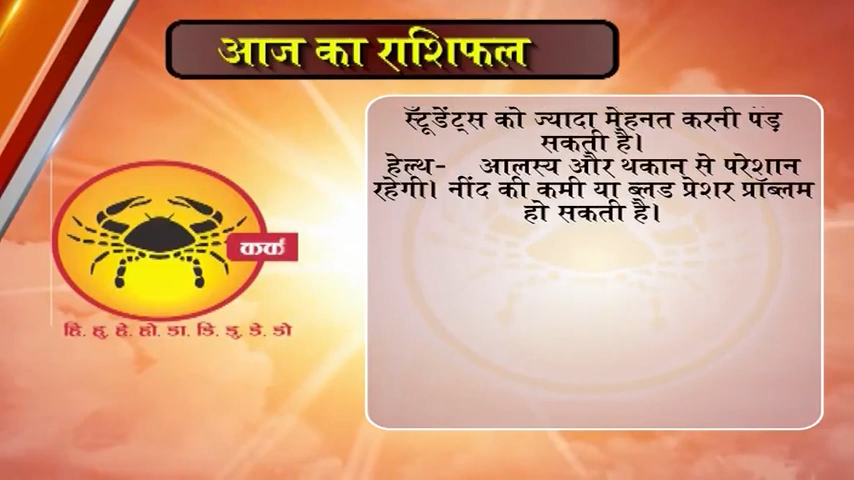 आज का राशिफल
स्टूडेंट्स को ज्यादा मेहनत करनी पड़
सकती है।
हेल्थ- आलस्य और थकान से परेशान
रहेगी। नींद की कमी या ब्लड प्रेशर प्रॉब्लम
हो सकती है।
कर्क
हि. हु. हे. हो. डा. डि. डु. डे. डो